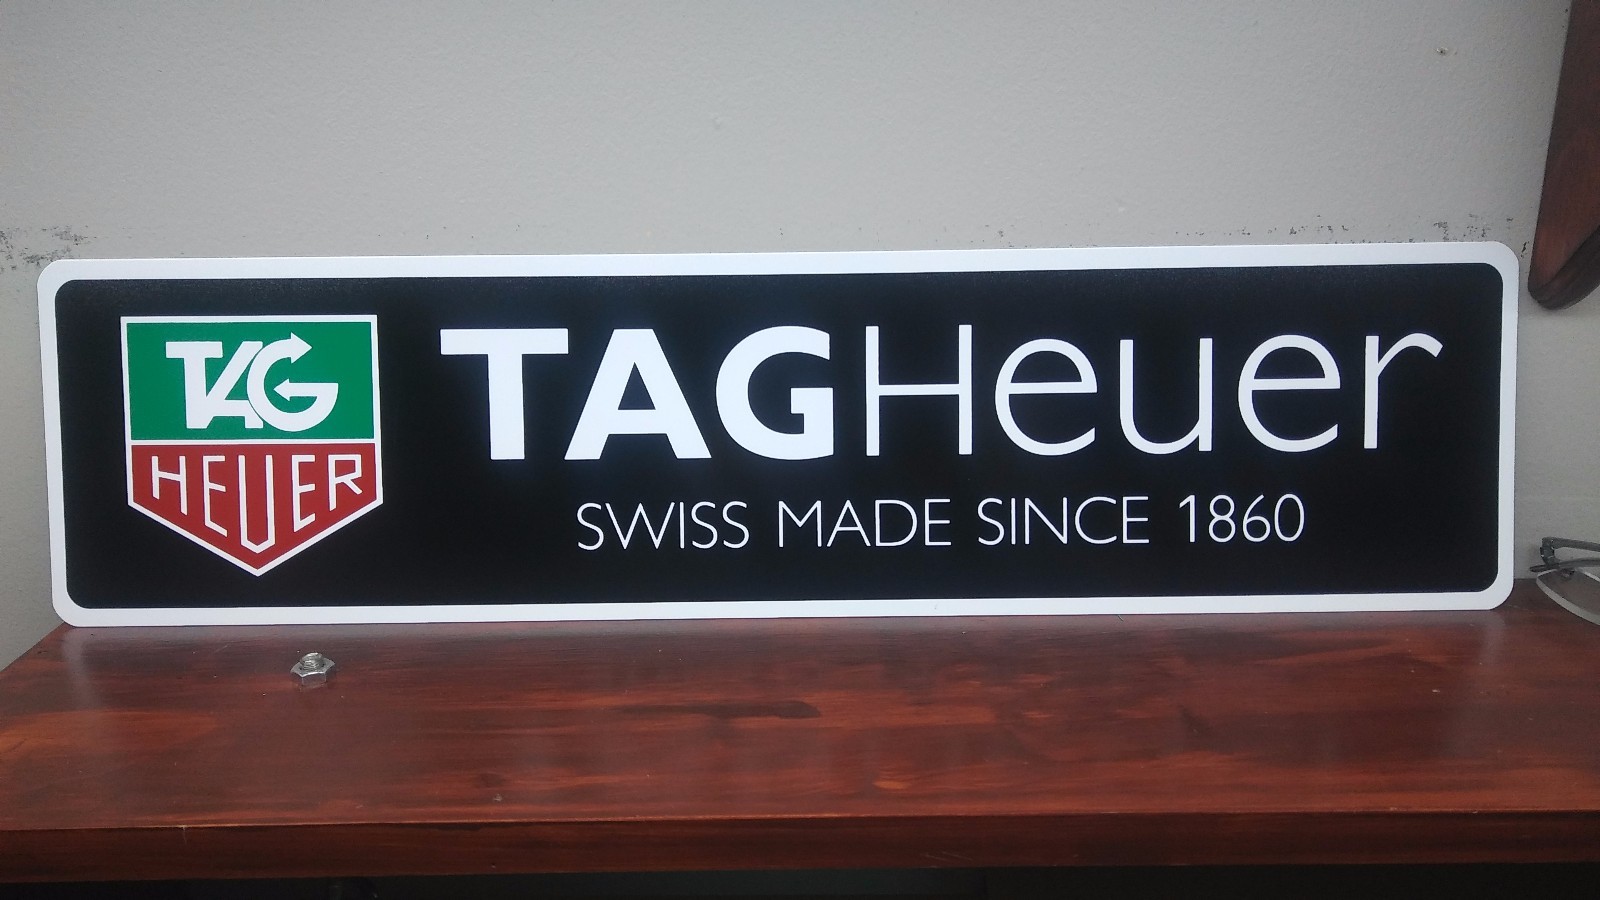 TAG
HEUER
TAGHeuer
SWISS MADE SINCE 1860